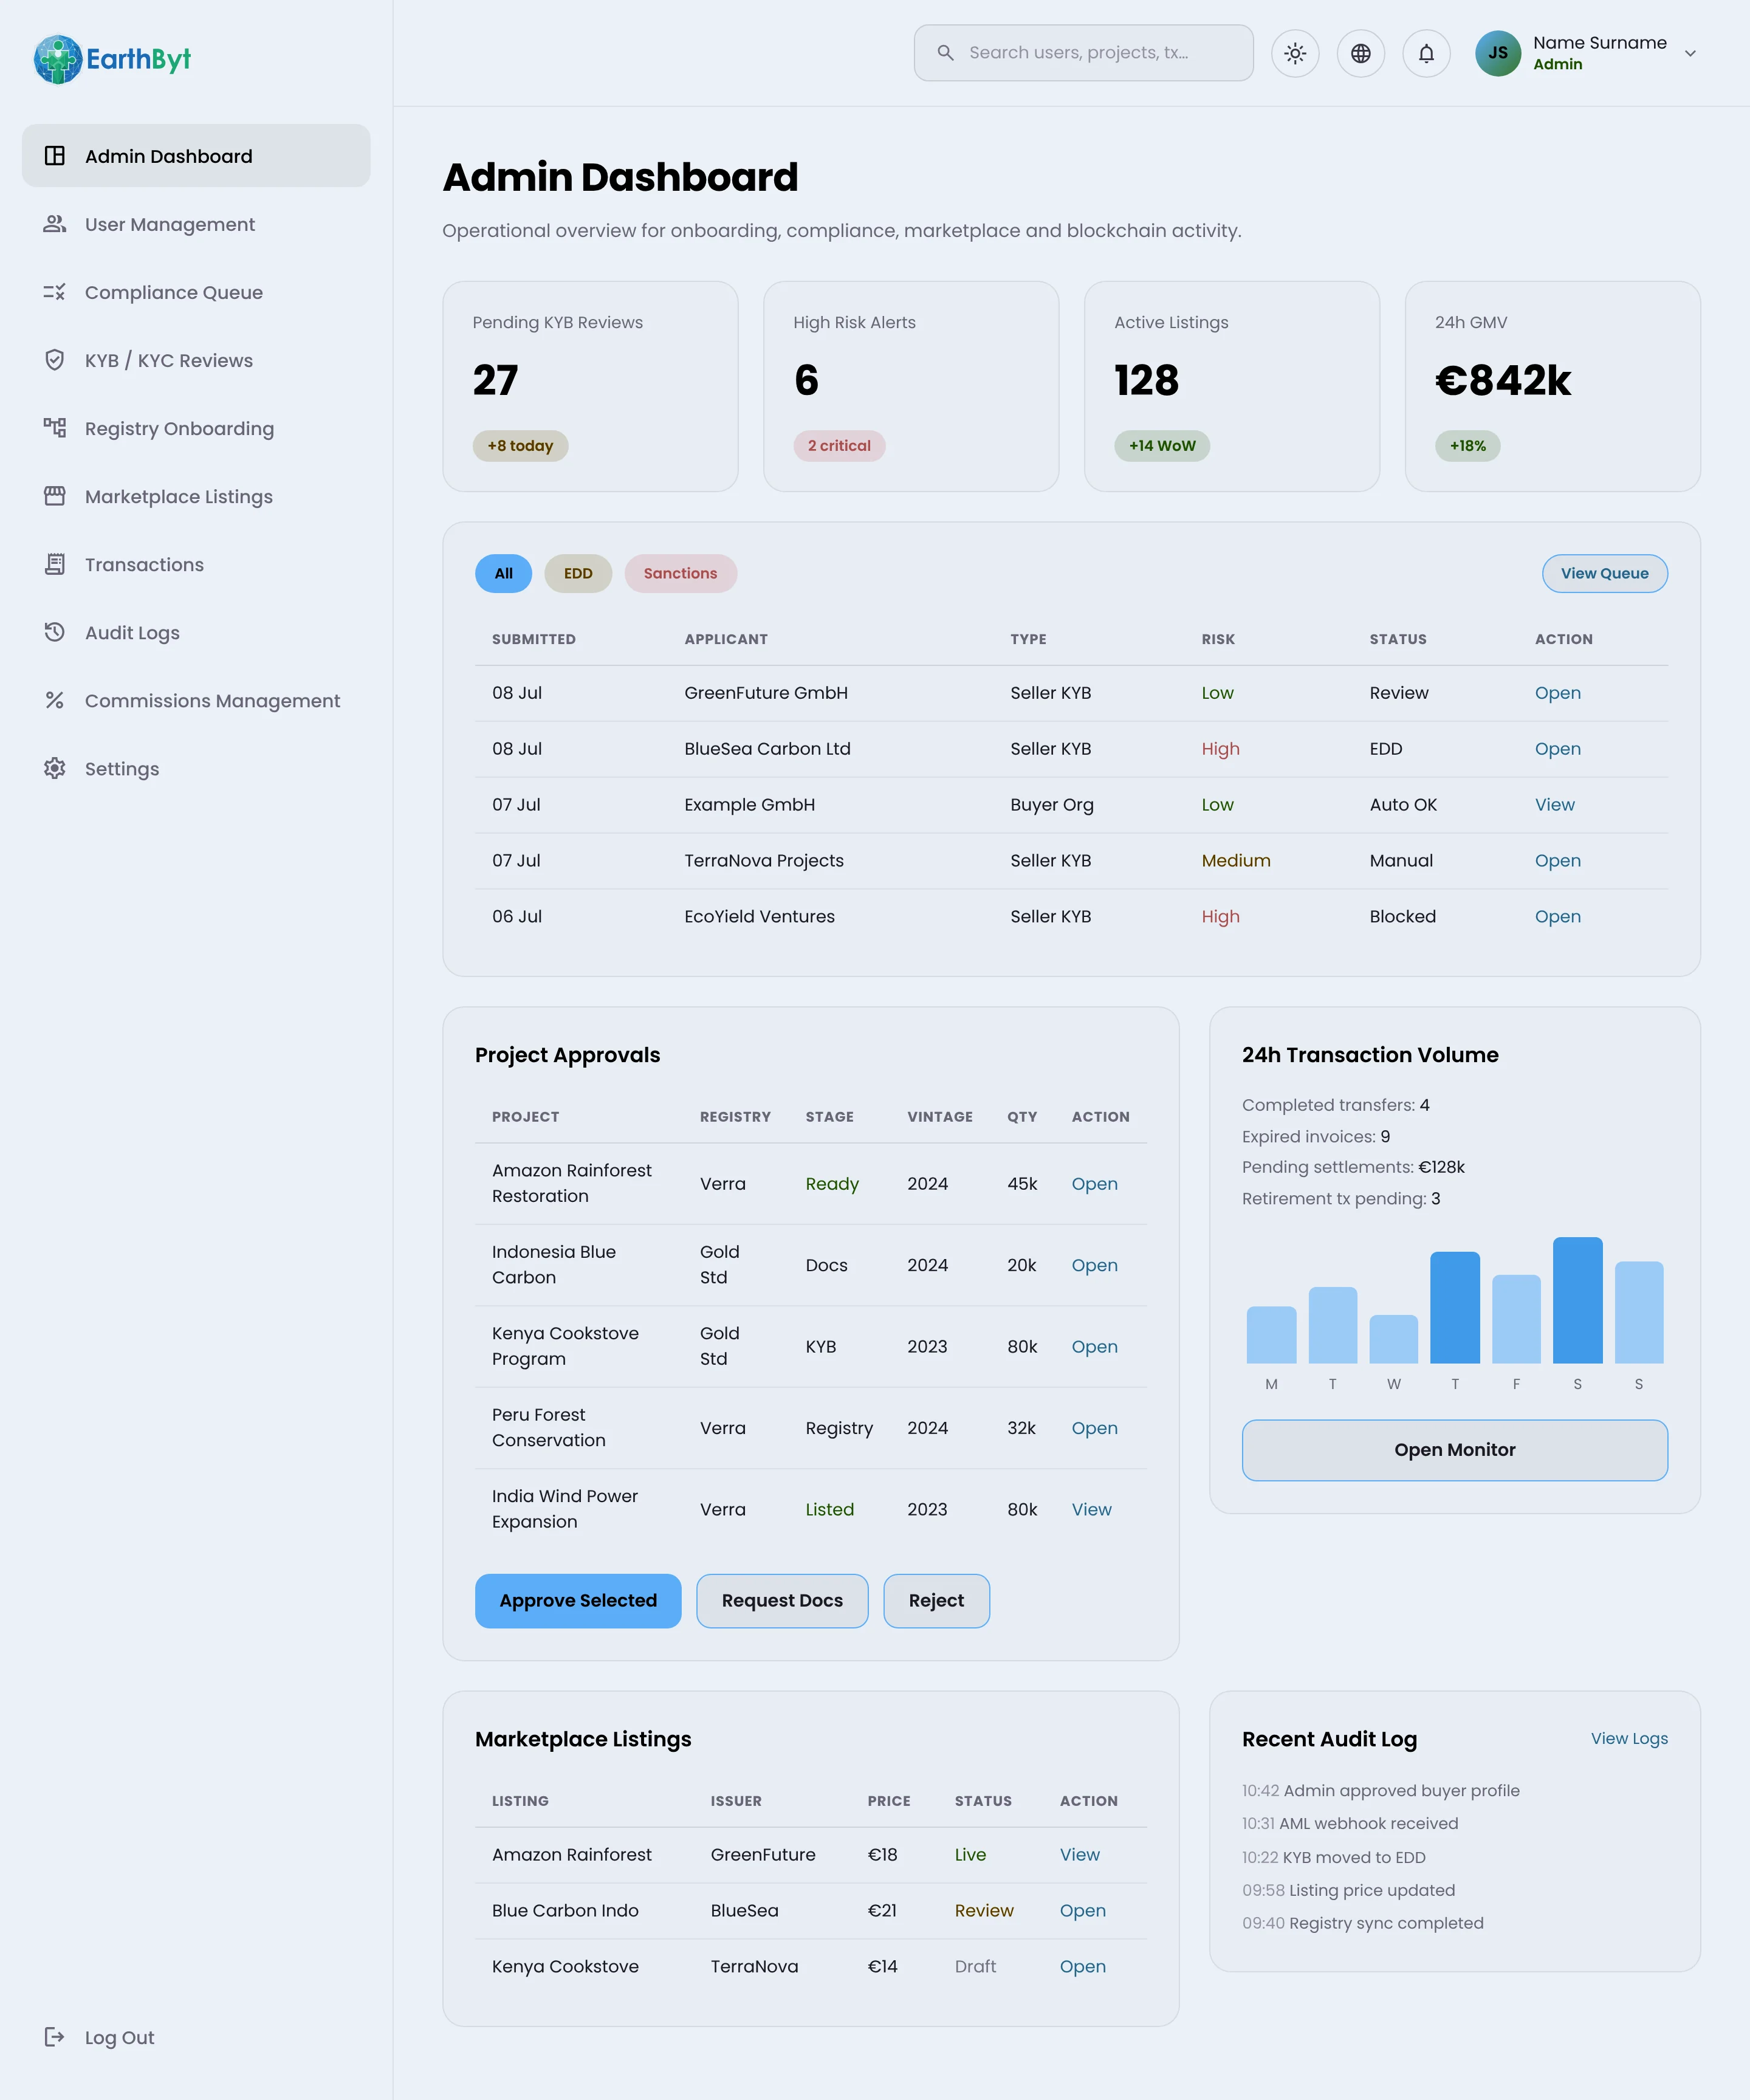 EarthByt
Search users, projects, tx...
JS
Name Surname
Admin
Admin Dashboard
User Management
Compliance Queue
KYB / KYC Reviews
Registry Onboarding
Marketplace Listings
Transactions
Audit Logs
Commissions Management
Settings
Log Out
Admin Dashboard
Operational overview for onboarding, compliance, marketplace and blockchain activity.
Pending KYB Reviews
27
+8 today
High Risk Alerts
6
2 critical
Active Listings
128
+14 WoW
24h GMV
€842k
+18%
All EDD Sanctions View Queue
SUBMITTED APPLICANT TYPE RISK STATUS ACTION
08 Jul GreenFuture GmbH Seller KYB Low Review Open
08 Jul BlueSea Carbon Ltd Seller KYB High EDD Open
07 Jul Example GmbH Buyer Org Low Auto OK View
07 Jul TerraNova Projects Seller KYB Medium Manual Open
06 Jul EcoYield Ventures Seller KYB High Blocked Open
Project Approvals
PROJECT REGISTRY STAGE VINTAGE QTY ACTION
Amazon Rainforest
Restoration
Verra Ready 2024 45k Open
Indonesia Blue
Carbon
Gold
Std
Docs 2024 20k Open
Kenya Cookstove
Program
Gold
Std
KYB 2023 80k Open
Peru Forest
Conservation
Verra Registry 2024 32k Open
India Wind Power
Expansion
Verra Listed 2023 80k View
Approve Selected Request Docs Reject
24h Transaction Volume
Completed transfers: 4
Expired invoices: 9
Pending settlements: €128k
Retirement tx pending: 3
M T W T F S S
Open Monitor
Marketplace Listings
LISTING ISSUER PRICE STATUS ACTION
Amazon Rainforest GreenFuture €18 Live View
Blue Carbon Indo BlueSea €21 Review Open
Kenya Cookstove TerraNova €14 Draft Open
Recent Audit Log View Logs
10:42 Admin approved buyer profile
10:31 AML webhook received
10:22 KYB moved to EDD
09:58 Listing price updated
09:40 Registry sync completed